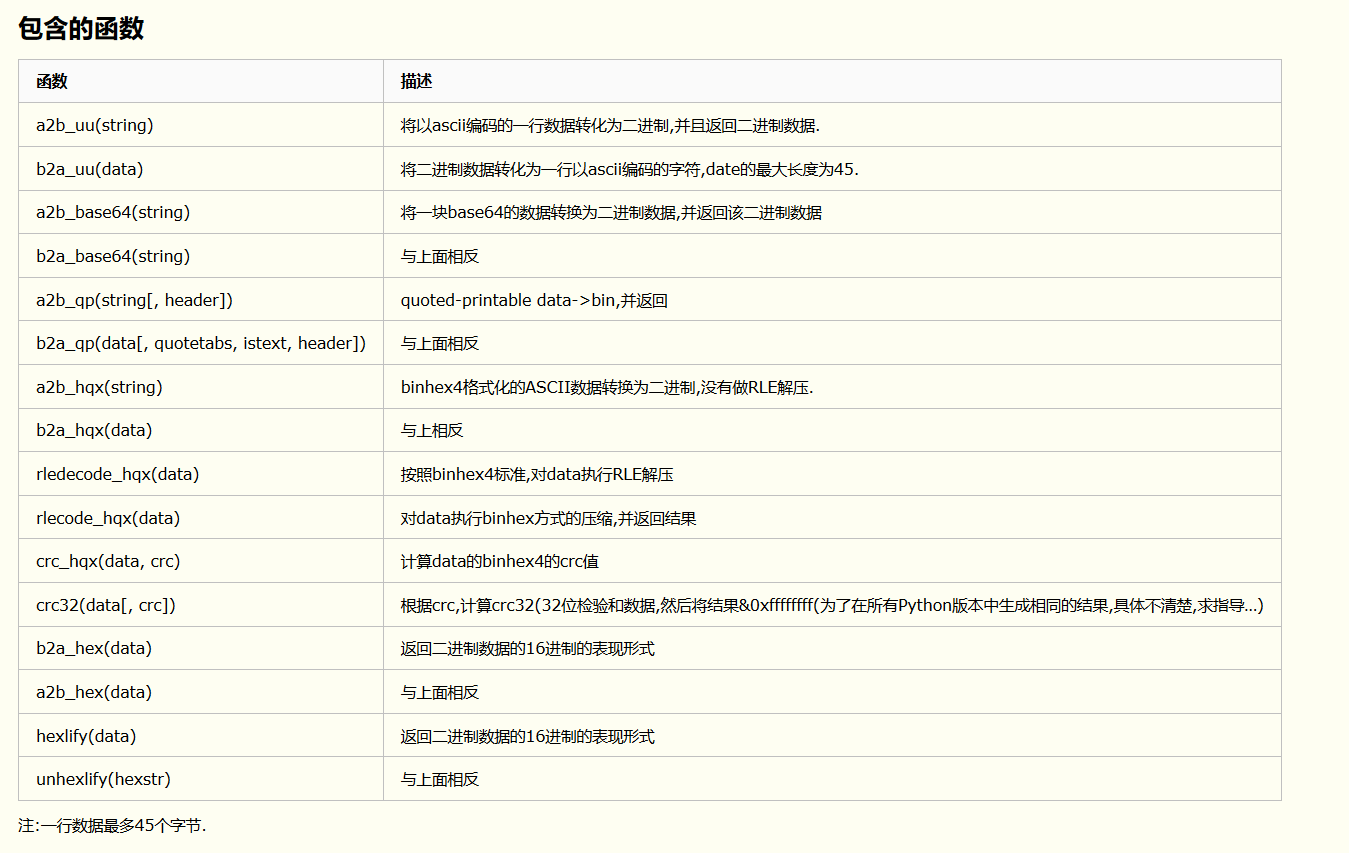 包含的函数
函数 描述
a2b_uu(string) 将以ascii编码的一行数据转化为二进制,并且返回二进制数据.
b2a_uu(data) 将二进制数据转化为一行以ascii编码的字符,date的最大长度为45.
a2b_base64(string) 将一块base64的数据转换为二进制数据,并返回该二进制数据
b2a_base64(string) 与上面相反
a2b_qp(string[, header]) quoted-printable data->bin,并返回
b2a_qp(data[, quotetabs, istext, header]) 与上面相反
a2b_hqx(string) binhex4格式化的ASCII数据转换为二进制,没有做RLE解压.
b2a_hqx(data) 与上相反
rledecode_hqx(data) 按照binhex4标准,对data执行RLE解压
rlecode_hqx(data) 对data执行binhex方式的压缩,并返回结果
crc_hqx(data, crc) 计算data的binhex4的crc值
crc32(data[, crc]) 根据crc,计算crc32(32位检验和数据,然后将结果&0xffffffff(为了在所有Python版本中生成相同的结果,具体不清楚,求指导...)
b2a_hex(data) 返回二进制数据的16进制的表现形式
a2b_hex(data) 与上面相反
hexlify(data) 返回二进制数据的16进制的表现形式
unhexlify(hexstr) 与上面相反
注:一行数据最多45个字节.